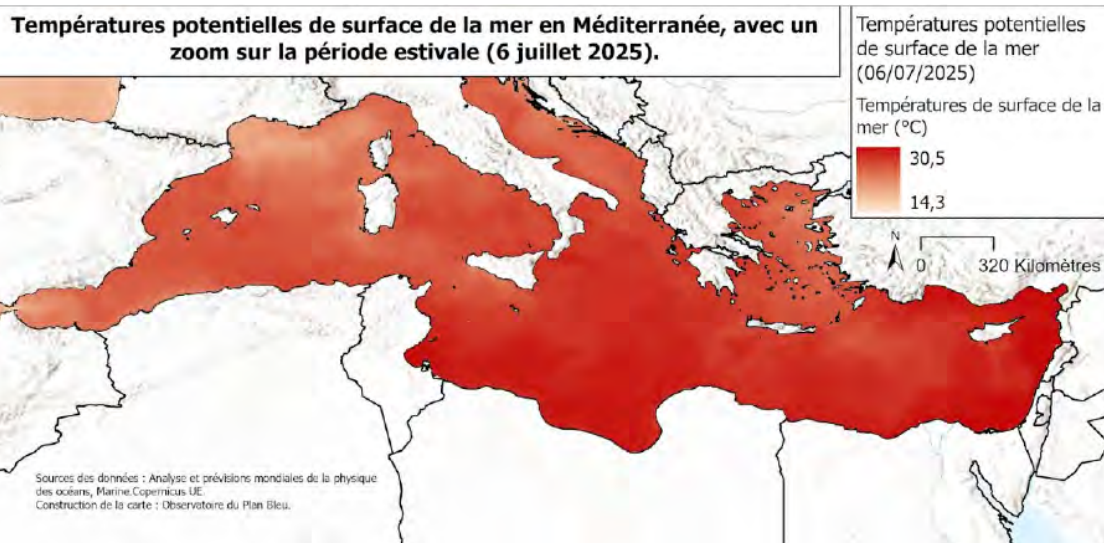 Températures potentielles de surface de la mer en Méditerranée, avec un
zoom sur la période estivale (6 juillet 2025).
Températures potentielles
de surface de la mer
(06/07/2025)
Températures de surface de la
mer (°C)
30,5
14,3
N
0 320 Kilomètres
Sources des données : Analyse et prévisions mondiales de la physique
des océans, Marine.Copernicus UE.
Construction de la carte : Observatoire du Plan Bleu.